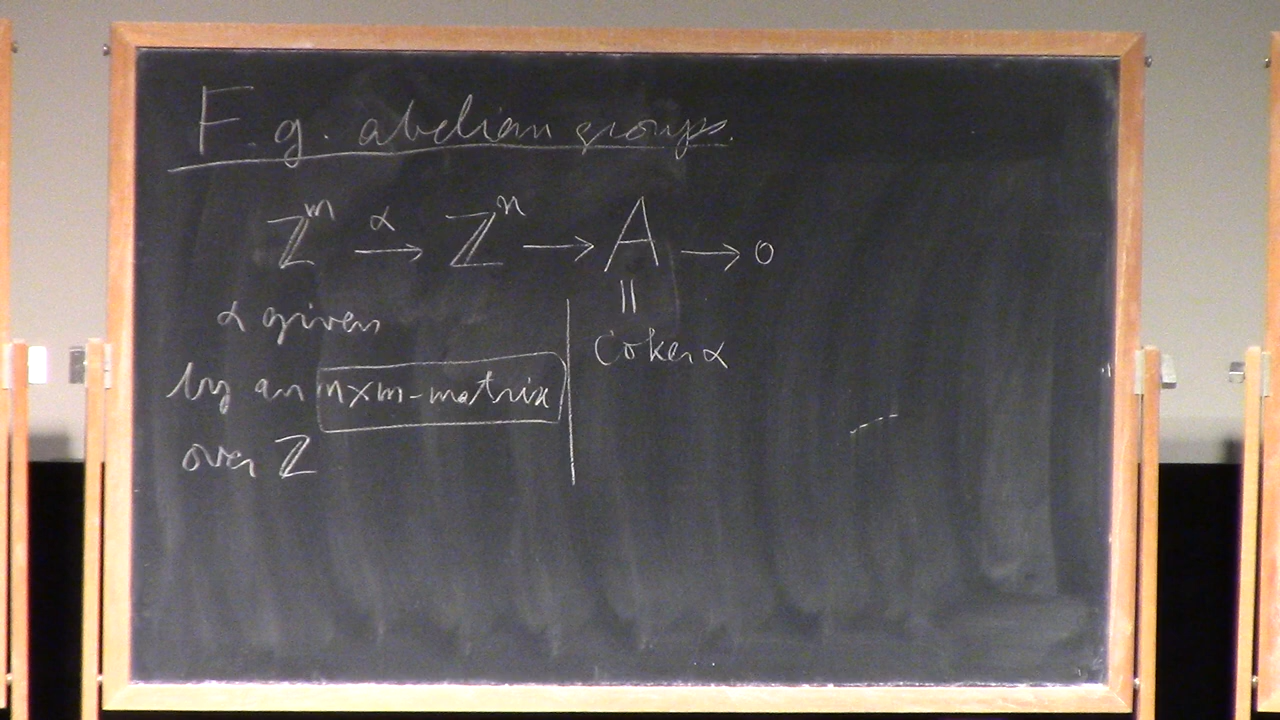 F.g. abelian groups.
ℤ^m —α→ ℤ^n → A → 0
||
α given
coker α
by an n×m-matrix
over ℤ